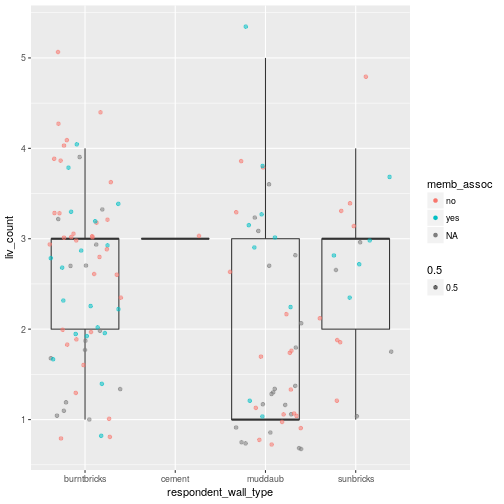 5
4
3
2
1
liv_count
burntbricks cement muddaub sunbricks
respondent_wall_type
memb_assoc
no
yes
NA
0.5
0.5